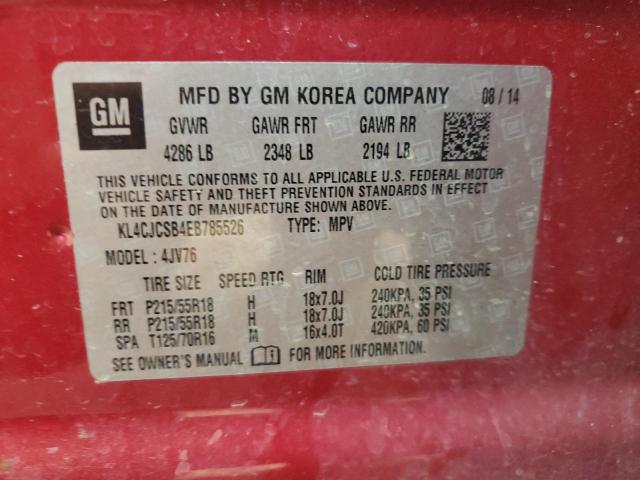 GM MFD BY GM KOREA COMPANY 08 / 14
GVWR GAWR FRT GAWR RR
4286 LB 2348 LB 2194 LB
THIS VEHICLE CONFORMS TO ALL APPLICABLE U.S. FEDERAL MOTOR
VEHICLE SAFETY AND THEFT PREVENTION STANDARDS IN EFFECT
ON THE DATE OF MANUFACTURE SHOWN ABOVE.
KL4CJCSB4EB785526 TYPE: MPV
MODEL : 4JV76
TIRE SIZE SPEED RTG RIM COLD TIRE PRESSURE
FRT P215/55R18 H 18x7.0J 240KPA, 35 PSI
RR P215/55R18 H 18x7.0J 240KPA, 35 PSI
SPA T125/70R16 M 16x4.0T 420KPA, 60 PSI
SEE OWNER'S MANUAL FOR MORE INFORMATION.